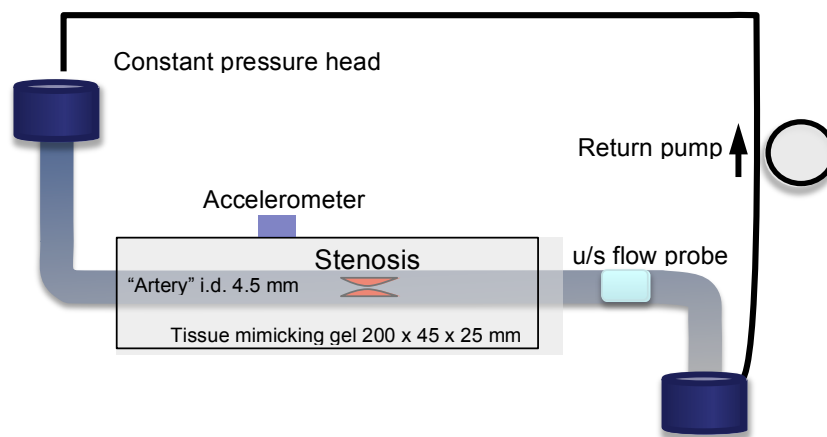 Constant pressure head
Return pump
Accelerometer
Stenosis
u/s flow probe
“Artery” i.d. 4.5 mm
Tissue mimicking gel 200 x 45 x 25 mm